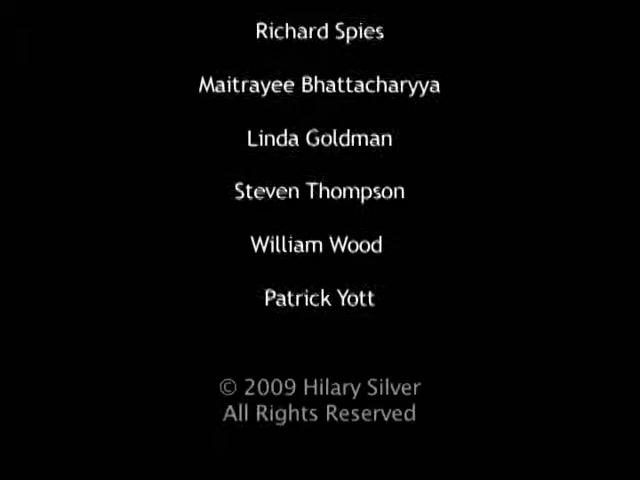 Richard Spies
Maitrayee Bhattacharyya
Linda Goldman
Steven Thompson
William Wood
Patrick Yott
© 2009 Hilary Silver
All Rights Reserved